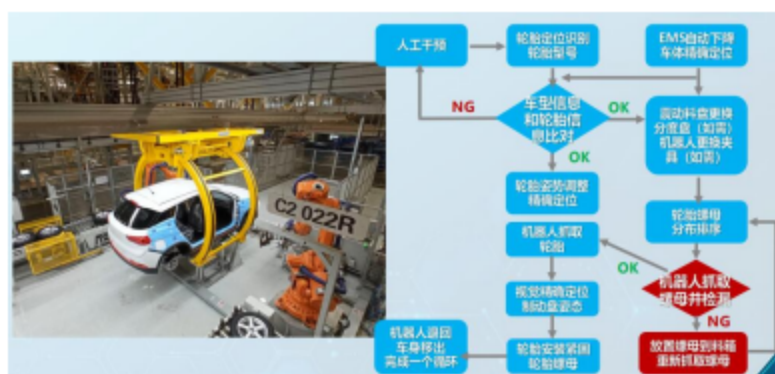 人工干预
轮胎定位识别
轮胎型号
EMS自动下降
车体精确定位
NG
车型信息
和轮胎信
息比对
OK
震动料盘更换
分度盘（如需）
机器人更换夹
具（如需）
OK
轮胎姿势调整
精确定位
C2 022R
轮胎螺母
分布排序
机器人抓取
轮胎
OK
机器人抓取
螺母并检测
视觉精确定位
制动盘姿态
NG
机器人退回
车身移出
完成一个循环
轮胎安装紧固
轮胎螺母
放置螺母到料箱
重新抓取螺母